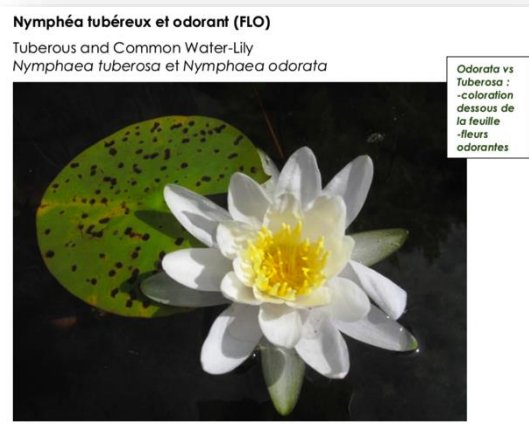 Nymphéa tubéreux et odorant (FLO)
Tuberous and Common Water-Lily
Nymphaea tuberosa et Nymphaea odorata
Odorata vs
Tuberosa :
-coloration
dessous de
la feuille
-fleurs
odorantes